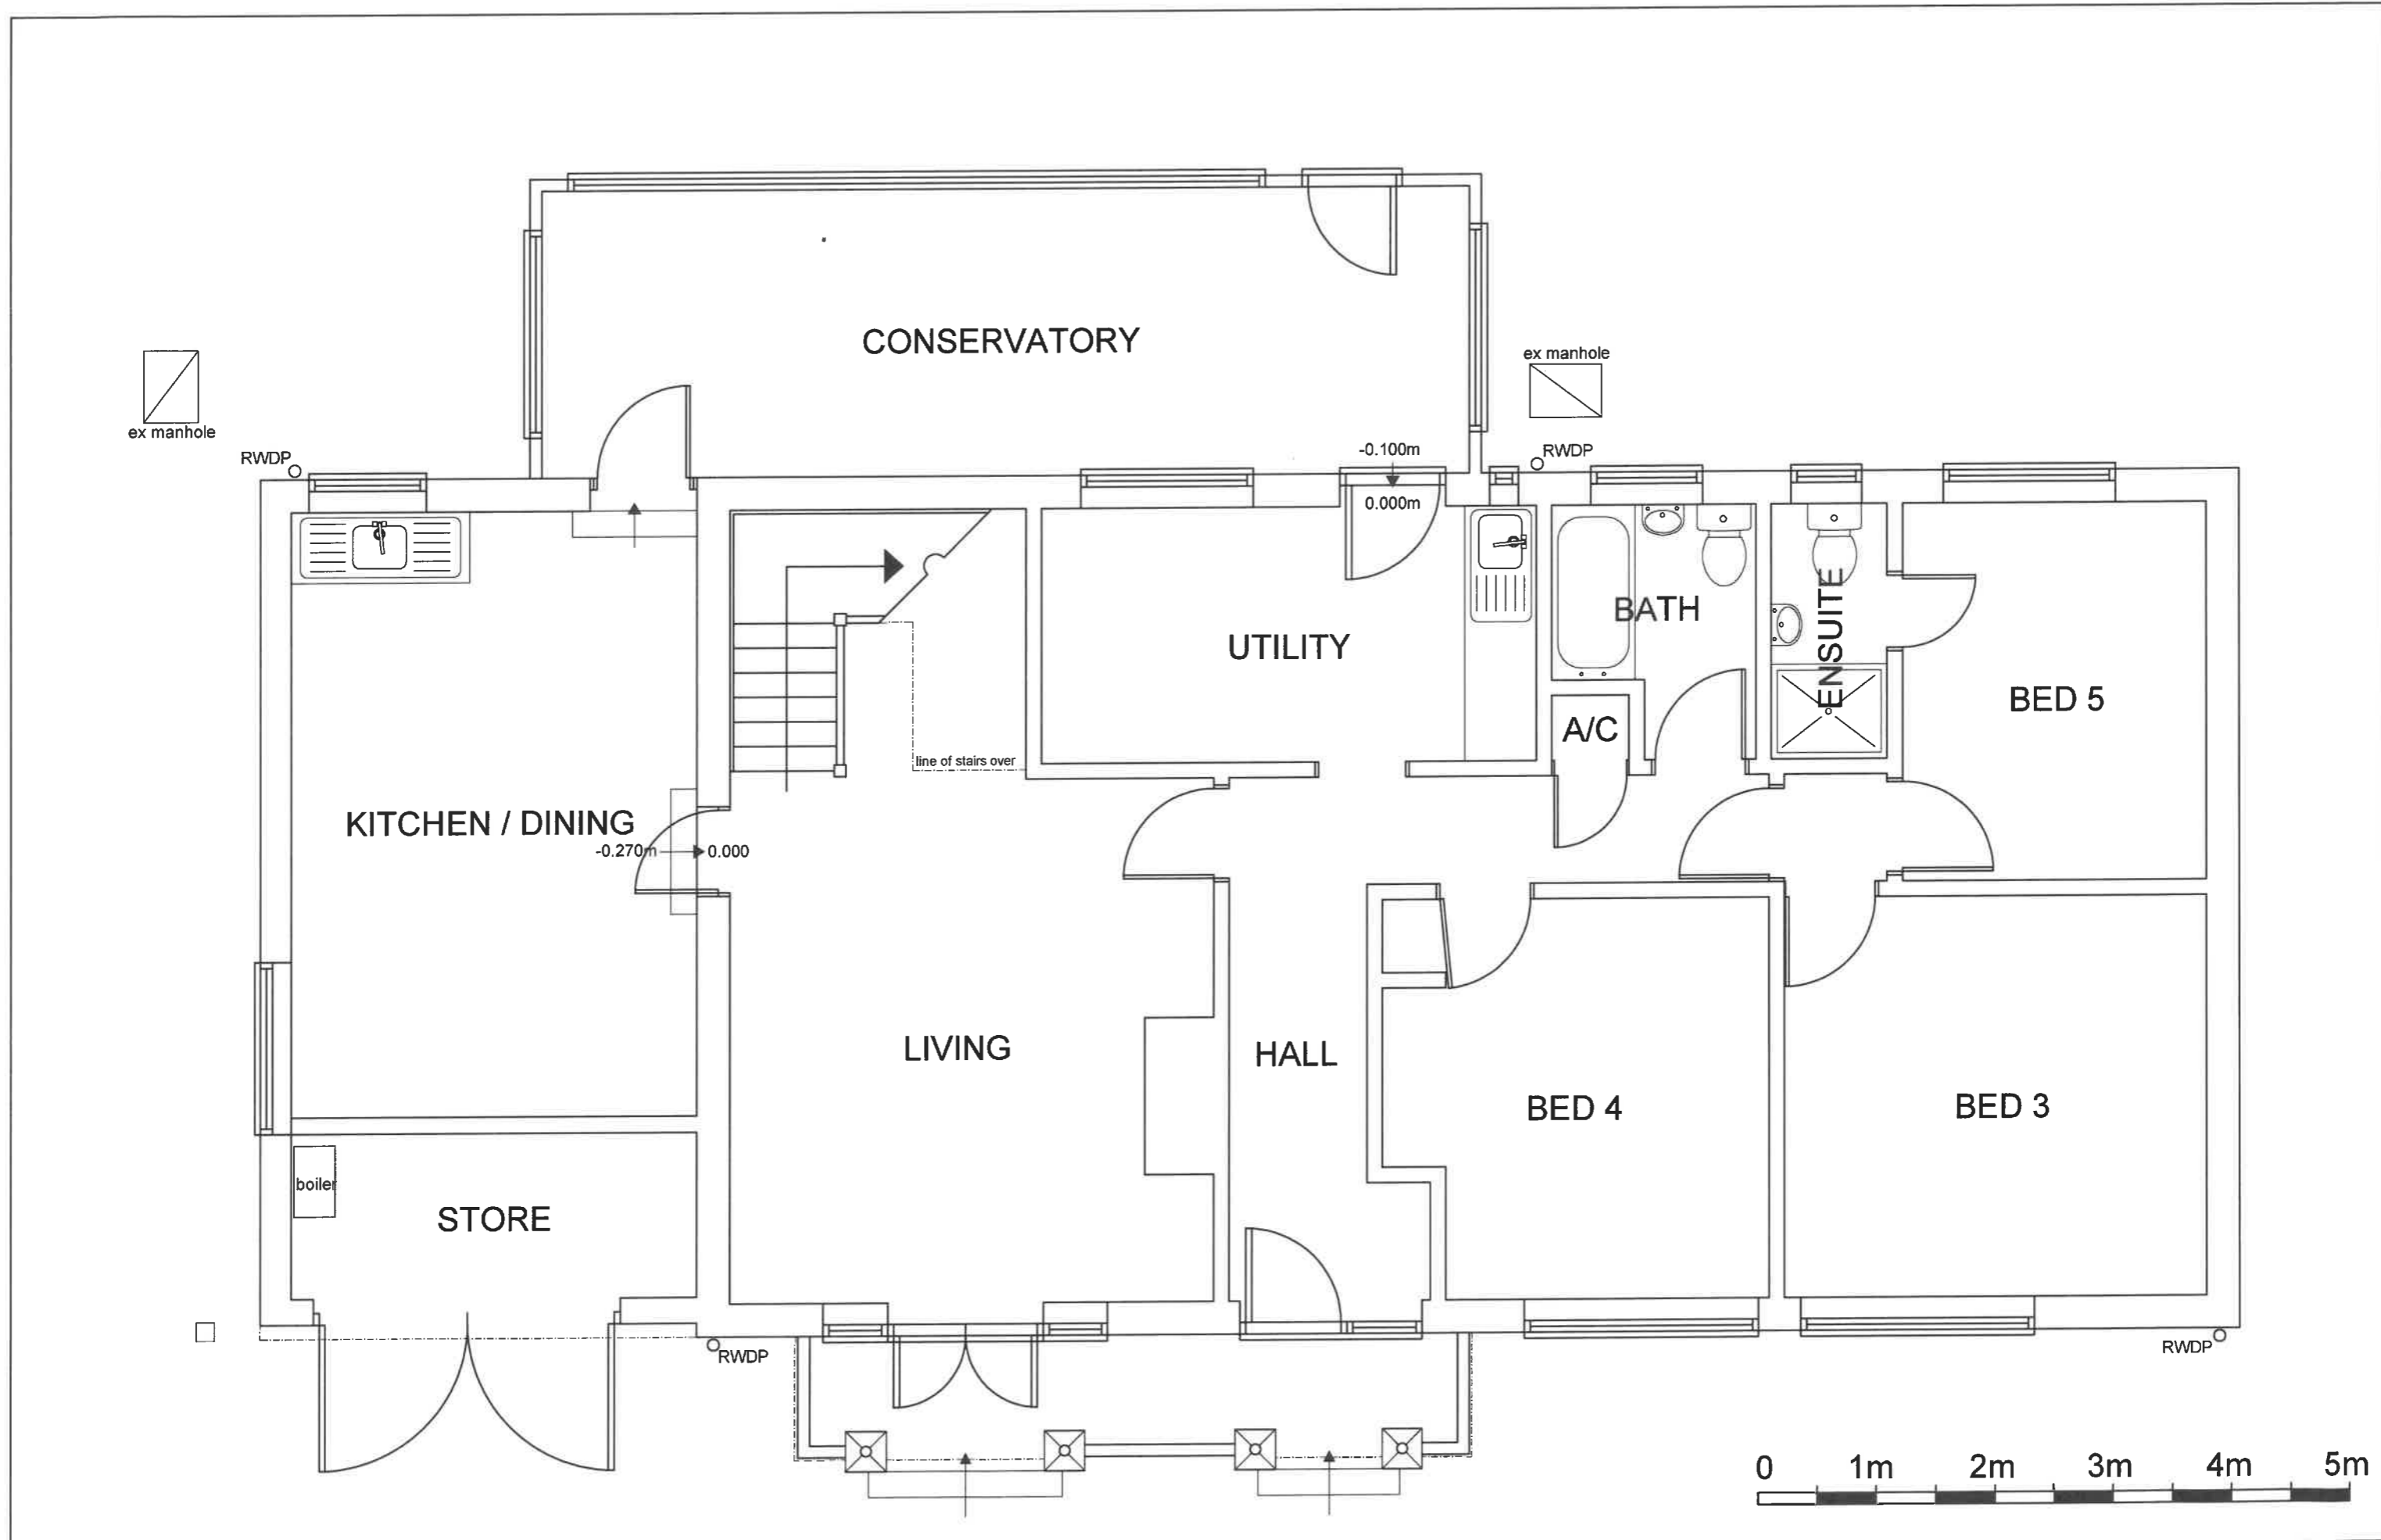 CONSERVATORY
ex manhole
ex manhole
RWDP
-0.100m
RWDP
0.000m
UTILITY
BATH
ENSUITE
BED 5
A/C
line of stairs over
KITCHEN / DINING
-0.270m
0.000
LIVING
HALL
BED 4
BED 3
boiler
STORE
RWDP
RWDP
0 1m 2m 3m 4m 5m